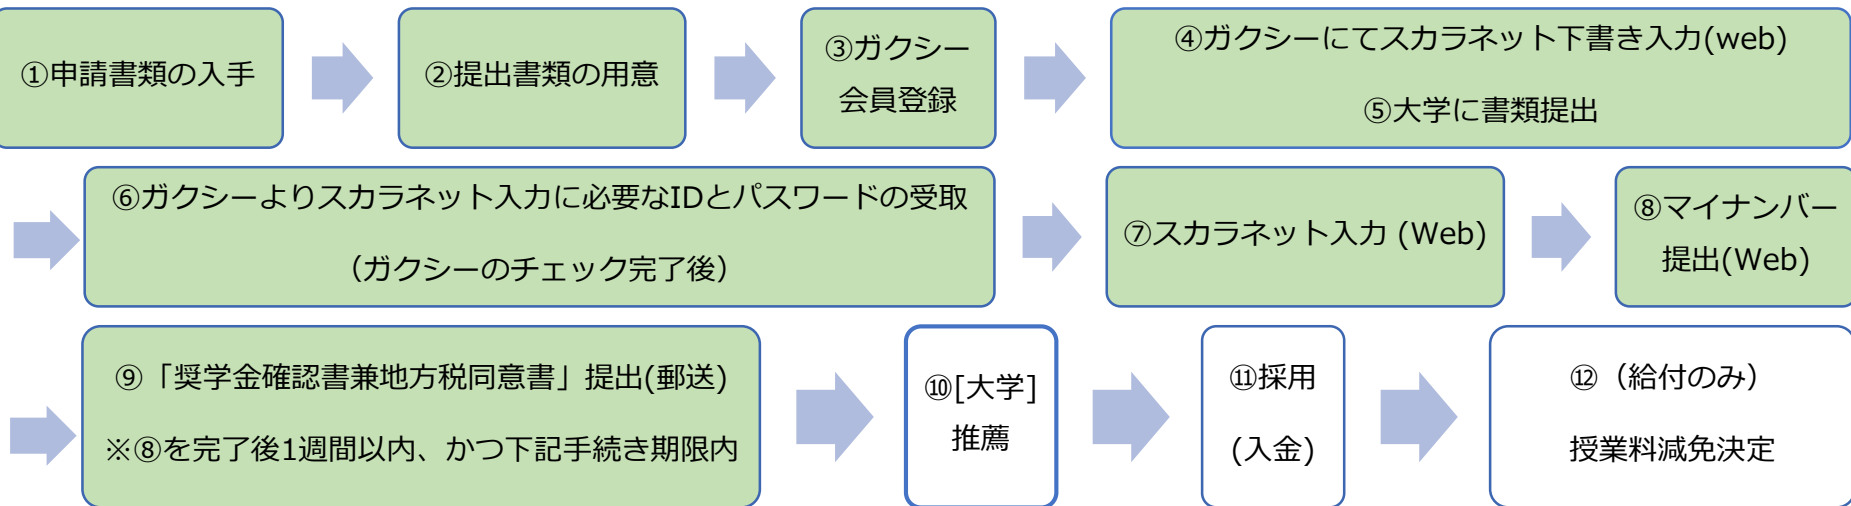 ①申請書類の入手
②提出書類の用意
③ガクシー
会員登録
④ガクシーにてスカラネット下書き入力(web)
⑤大学に書類提出
⑥ガクシーよりスカラネット入力に必要なIDとパスワードの受取
（ガクシーのチェック完了後）
⑦スカラネット入力 (Web)
⑧マイナンバー
提出(Web)
⑨「奨学金確認書兼地方税同意書」提出(郵送)
※⑧を完了後1週間以内、かつ下記手続き期限内
⑩[大学]
推薦
⑪採用
(入金)
⑫（給付のみ）
授業料減免決定